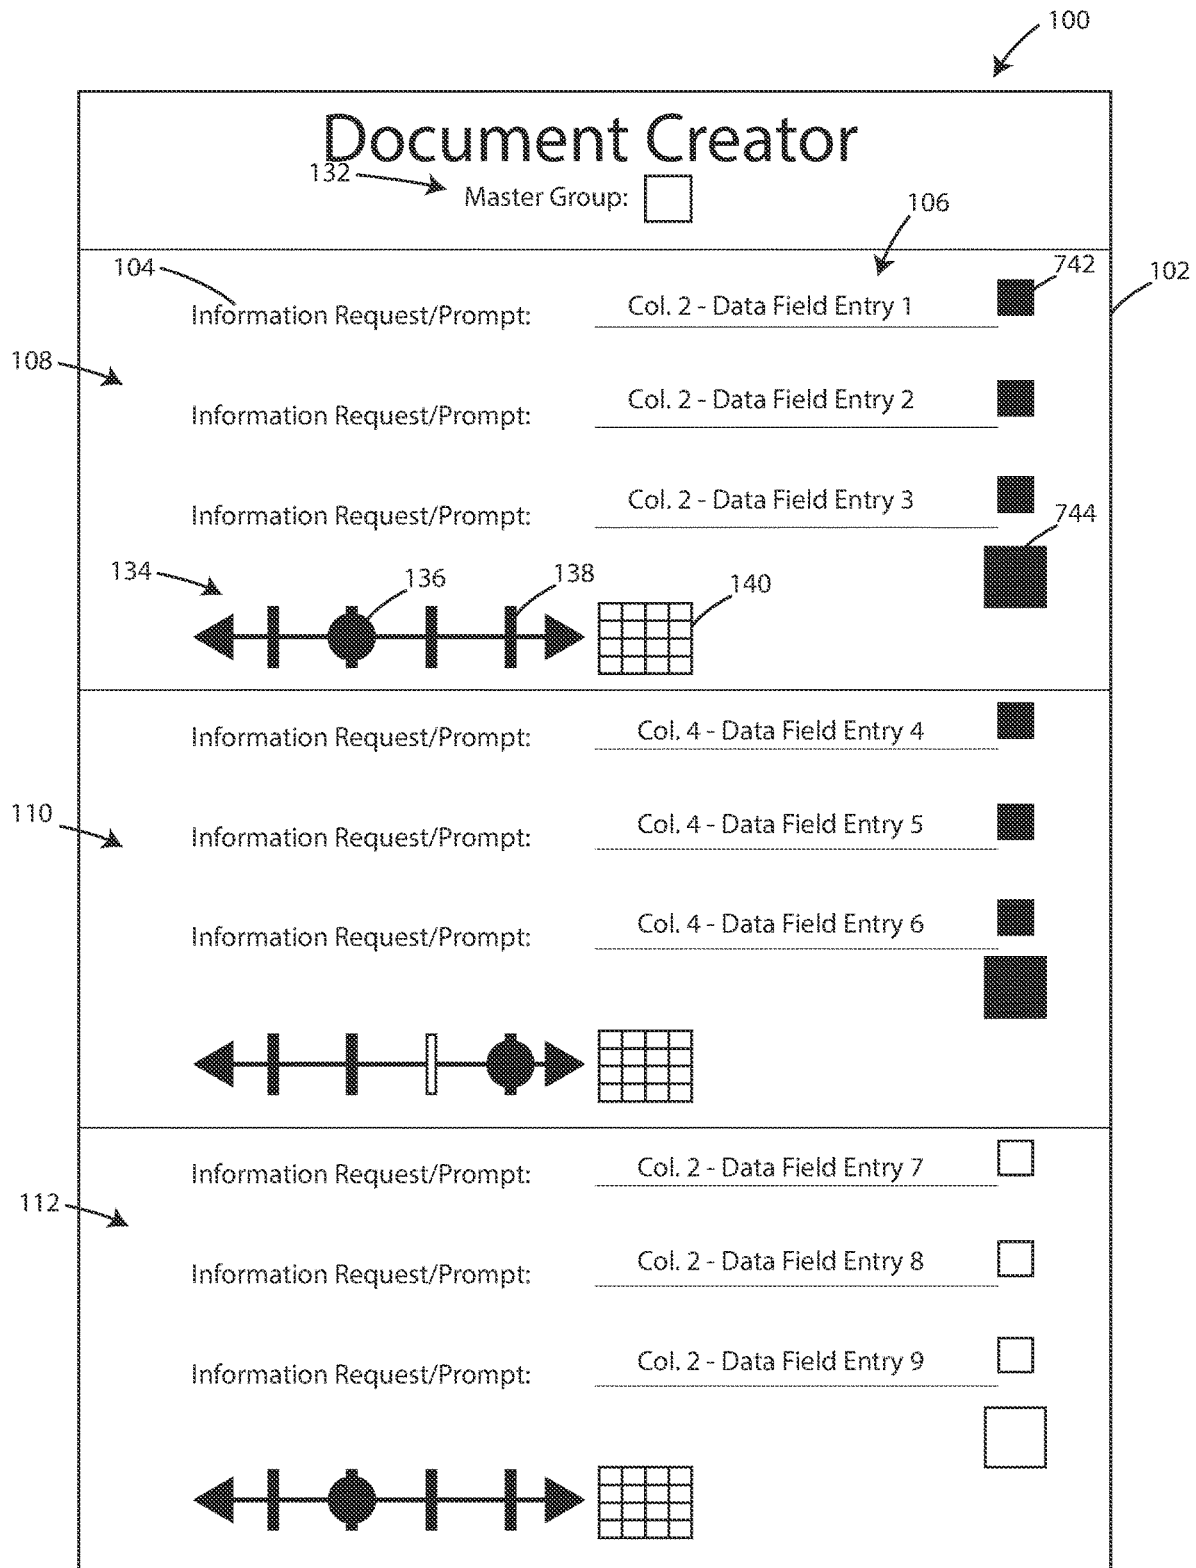 100
Document Creator
132
Master Group:
106
104
742
102
Information Request/Prompt: Col. 2 - Data Field Entry 1
108
Information Request/Prompt: Col. 2 - Data Field Entry 2
Information Request/Prompt: Col. 2 - Data Field Entry 3
744
134
136
138
140
Information Request/Prompt: Col. 4 - Data Field Entry 4
110
Information Request/Prompt: Col. 4 - Data Field Entry 5
Information Request/Prompt: Col. 4 - Data Field Entry 6
Information Request/Prompt: Col. 2 - Data Field Entry 7
112
Information Request/Prompt: Col. 2 - Data Field Entry 8
Information Request/Prompt: Col. 2 - Data Field Entry 9